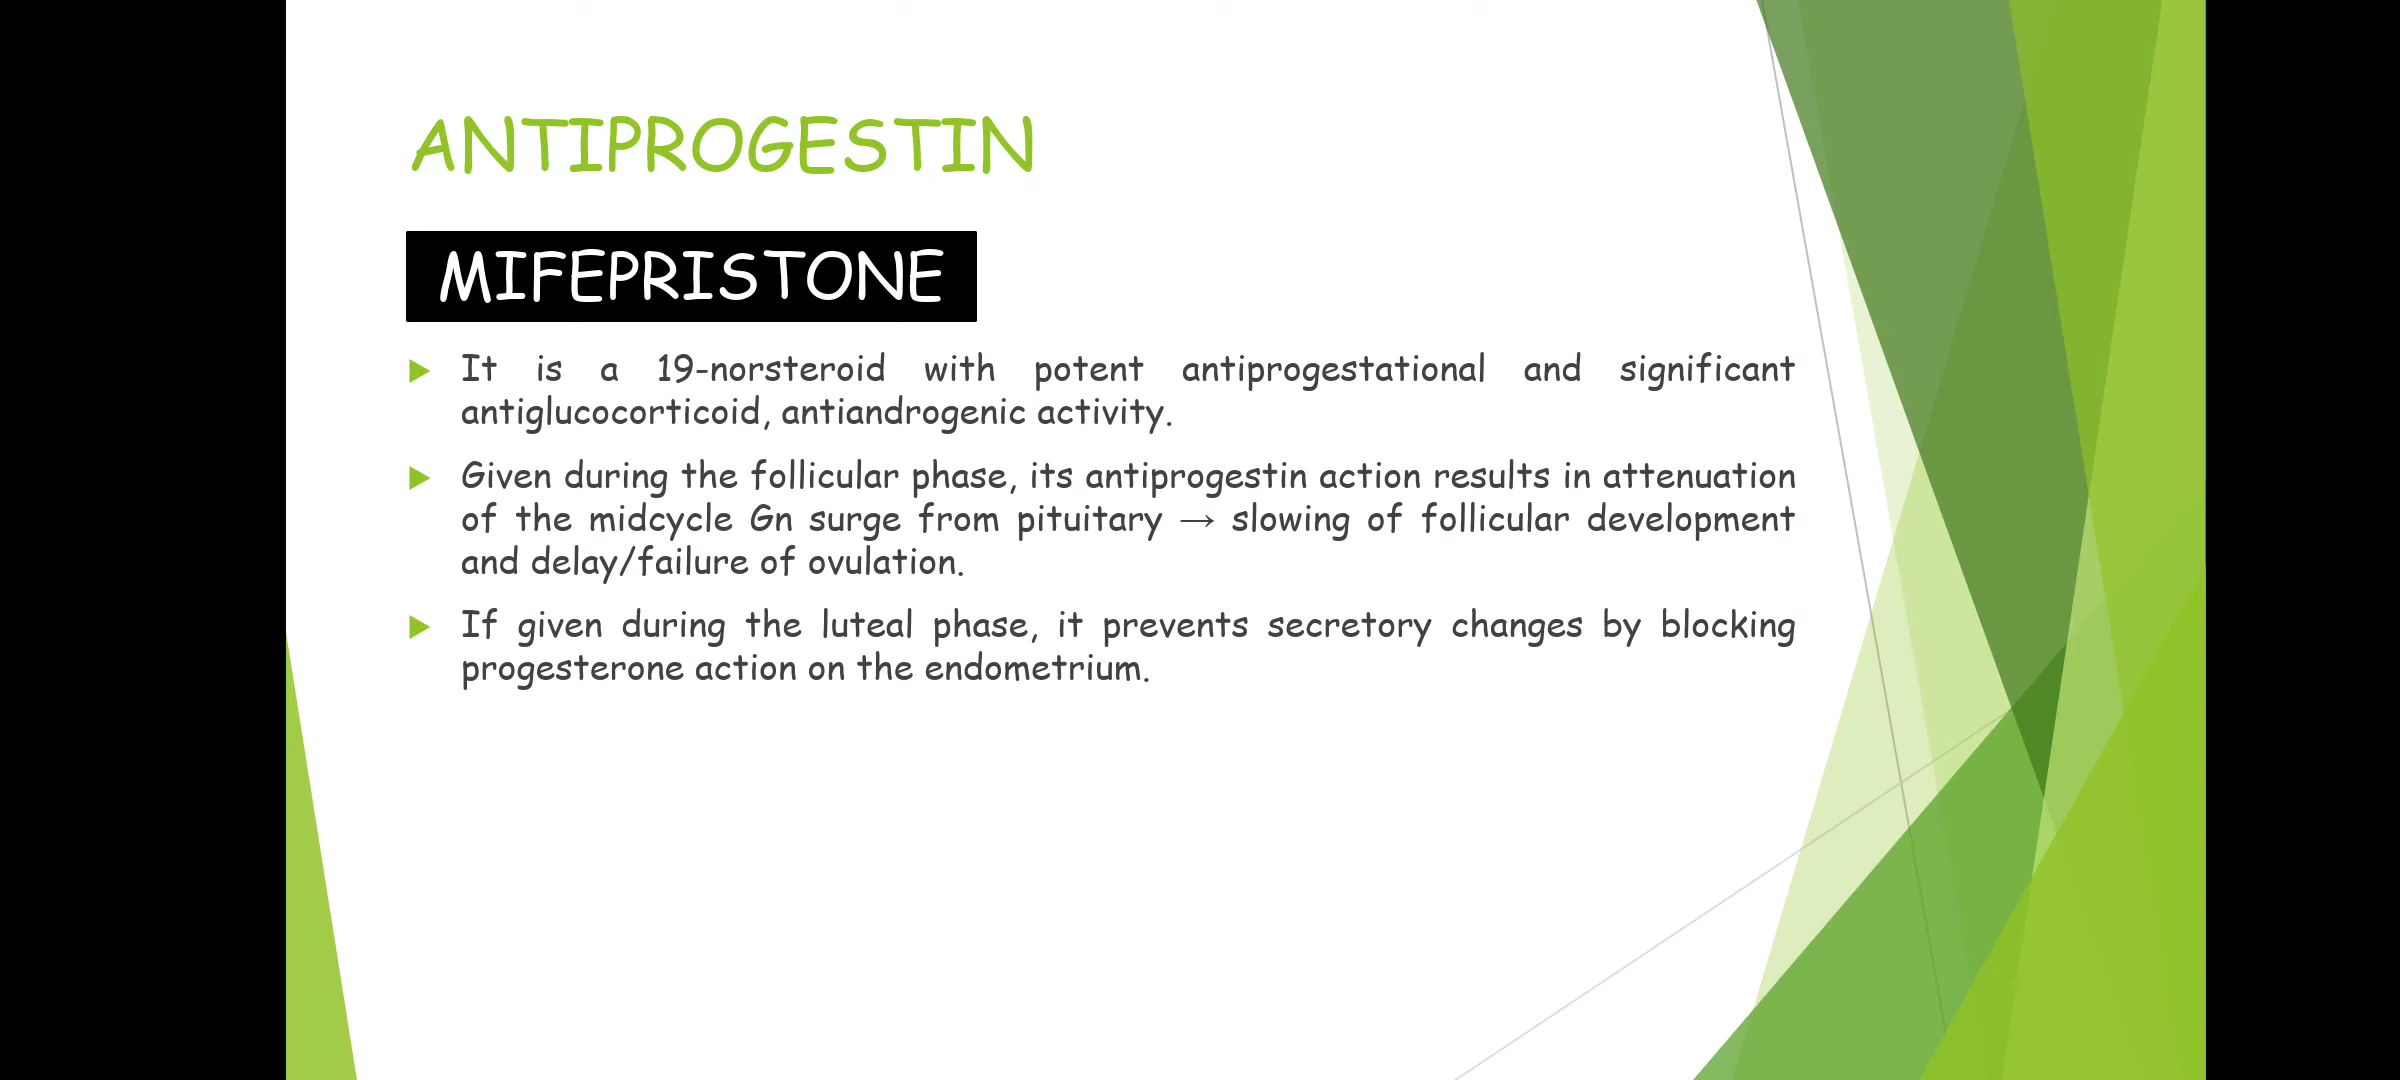 ANTIPROGESTIN
MIFEPRISTONE
It is a 19-norsteroid with potent antiprogestational and significant
antiglucocorticoid, antiandrogenic activity.
Given during the follicular phase, its antiprogestin action results in attenuation
of the midcycle Gn surge from pituitary → slowing of follicular development
and delay/failure of ovulation.
If given during the luteal phase, it prevents secretory changes by blocking
progesterone action on the endometrium.